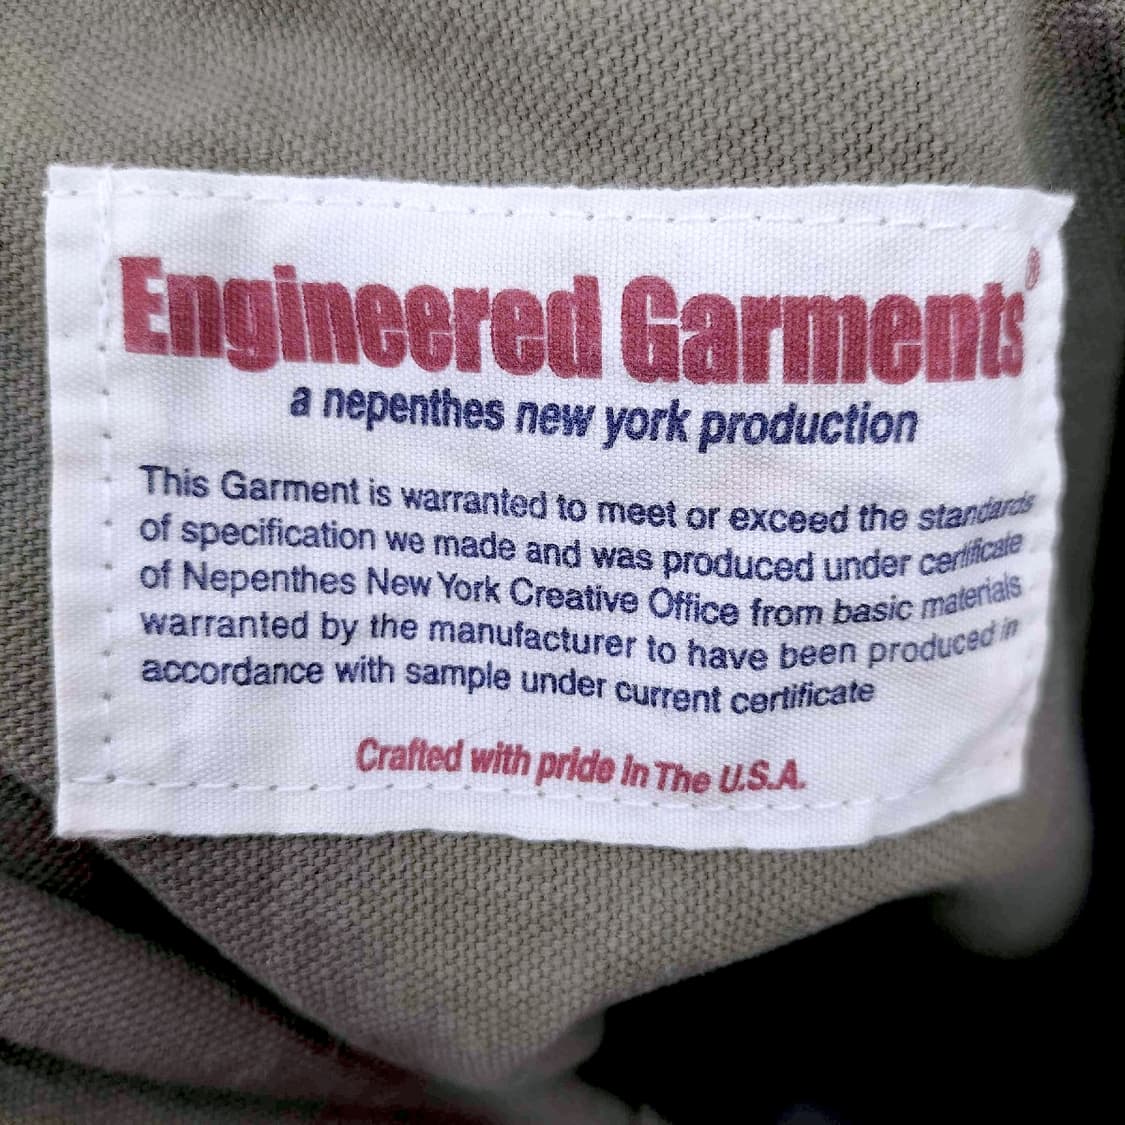 Engineered Garments®
a nepenthes new york production
This Garment is warranted to meet or exceed the standards
of specification we made and was produced under certificate
of Nepenthes New York Creative Office from basic materials
warranted by the manufacturer to have been produced in
accordance with sample under current certificate
Crafted with pride In The U.S.A.